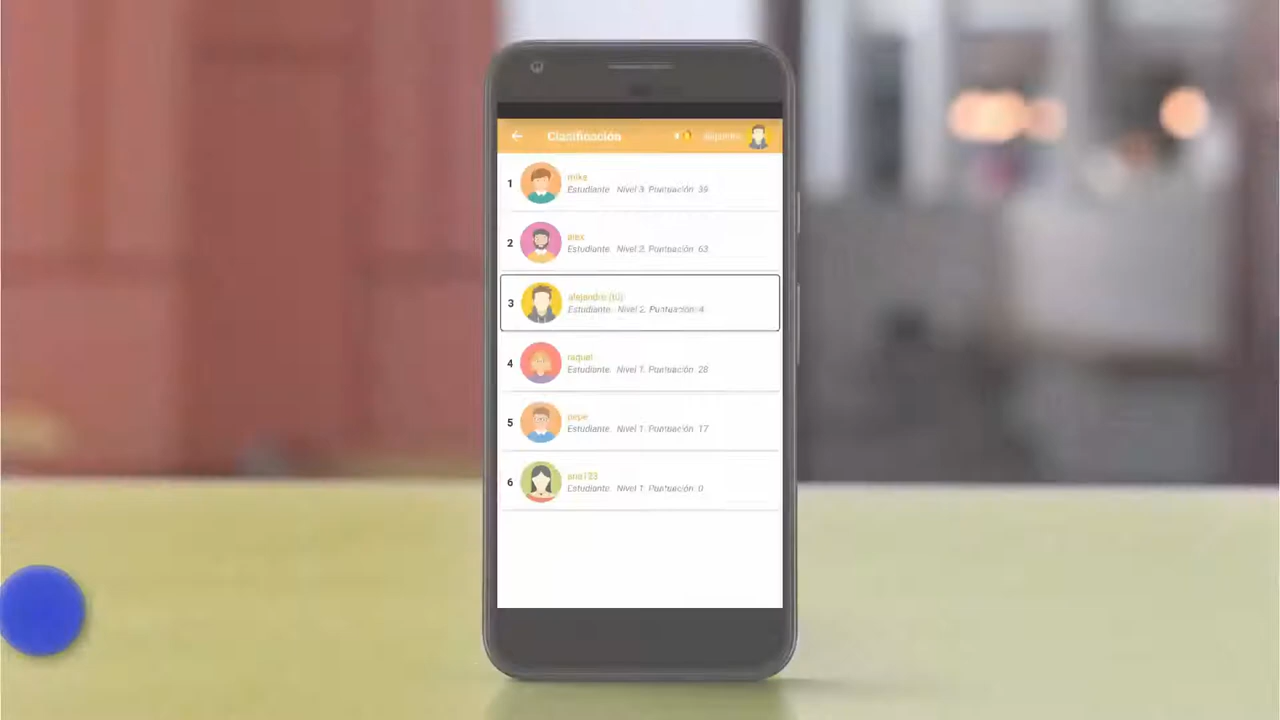 Clasificación alejandro
1
mike
Estudiante. Nivel 3. Puntuación: 39
2
alex
Estudiante. Nivel 2. Puntuación: 63
3
alejandro (tú)
Estudiante. Nivel 2. Puntuación: 4
4
raquel
Estudiante. Nivel 1. Puntuación: 28
5
pepe
Estudiante. Nivel 1. Puntuación: 17
6
ana123
Estudiante. Nivel 1. Puntuación: 0